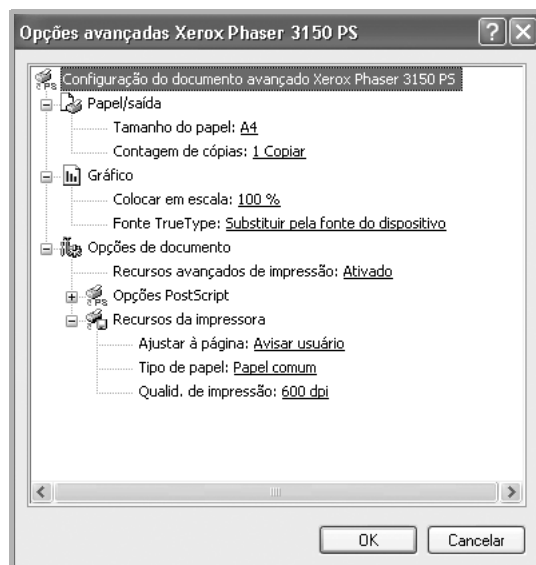 Opções avançadas Xerox Phaser 3150 PS
Configuração do documento avançado Xerox Phaser 3150 PS
Papel/saída
Tamanho do papel: A4
Contagem de cópias: 1 Copiar
Gráfico
Colocar em escala: 100 %
Fonte TrueType: Substituir pela fonte do dispositivo
Opções de documento
Recursos avançados de impressão: Ativado
Opções PostScript
Recursos da impressora
Ajustar à página: Avisar usuário
Tipo de papel: Papel comum
Qualid. de impressão: 600 dpi
OK Cancelar